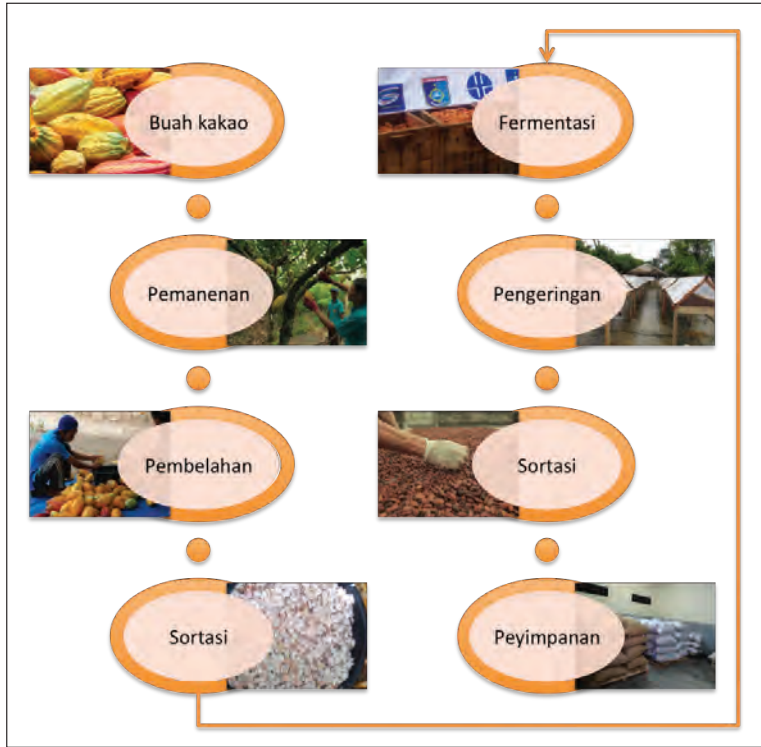 Buah kakao
Pemanenan
Pembelahan
Sortasi
Fermentasi
Pengeringan
Sortasi
Peyimpanan